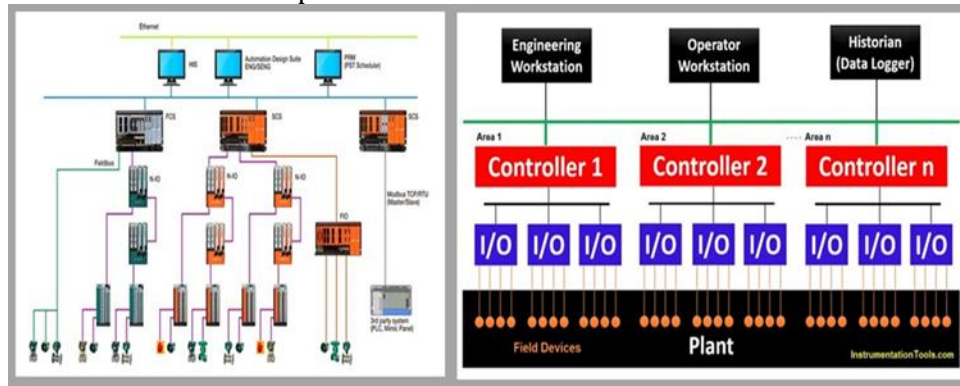 Ethernet
HIS
Automation Design Suite
ENG/SENG
PRM
(PST Scheduler)
FCS
SCS
SCS
Fieldbus
N-IO
N-IO
Modbus TCP/RTU
(Master/Slave)
FIO
3rd party system
(PLC, Mimic Panel)
Engineering
Workstation
Operator
Workstation
Historian
(Data Logger)
Area 1
Area 2
Area n
Controller 1
Controller 2
Controller n
I/O
I/O
I/O
I/O
I/O
I/O
I/O
I/O
I/O
Field Devices
Plant
InstrumentationTools.com